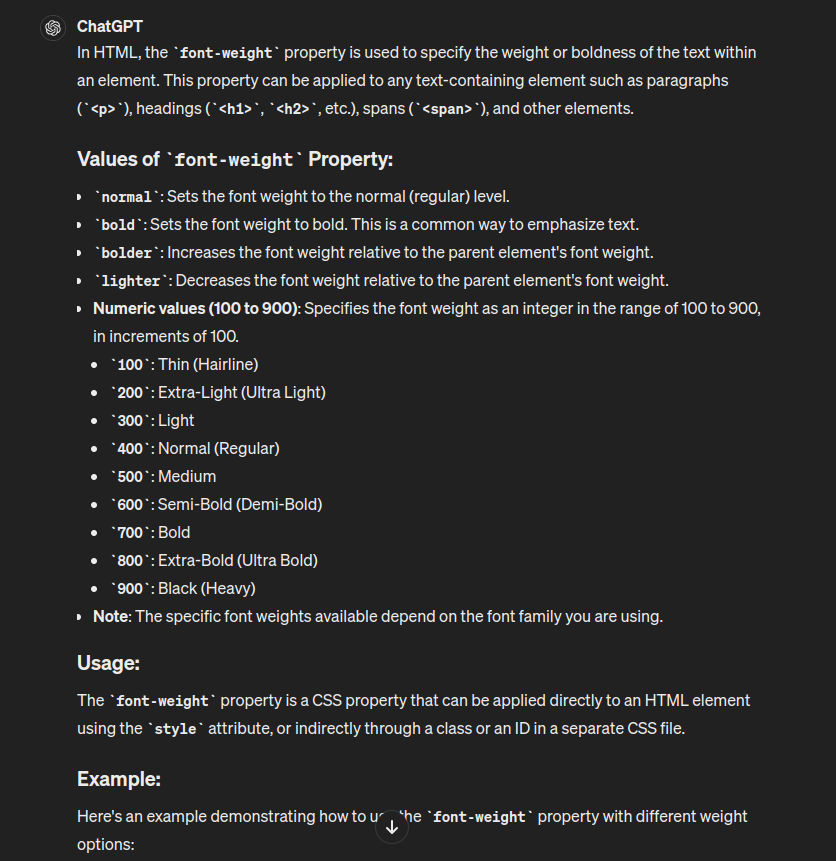 ChatGPT
In HTML, the `font-weight` property is used to specify the weight or boldness of the text within
an element. This property can be applied to any text-containing element such as paragraphs
(`<p>`), headings (`<h1>`, `<h2>`, etc.), spans (`<span>`), and other elements.
Values of `font-weight` Property:
`normal`: Sets the font weight to the normal (regular) level.
`bold`: Sets the font weight to bold. This is a common way to emphasize text.
`bolder`: Increases the font weight relative to the parent element's font weight.
`lighter`: Decreases the font weight relative to the parent element's font weight.
Numeric values (100 to 900): Specifies the font weight as an integer in the range of 100 to 900,
in increments of 100.
`100`: Thin (Hairline)
`200`: Extra-Light (Ultra Light)
`300`: Light
`400`: Normal (Regular)
`500`: Medium
`600`: Semi-Bold (Demi-Bold)
`700`: Bold
`800`: Extra-Bold (Ultra Bold)
`900`: Black (Heavy)
Note: The specific font weights available depend on the font family you are using.
Usage:
The `font-weight` property is a CSS property that can be applied directly to an HTML element
using the `style` attribute, or indirectly through a class or an ID in a separate CSS file.
Example:
Here's an example demonstrating how to use the `font-weight` property with different weight
options: